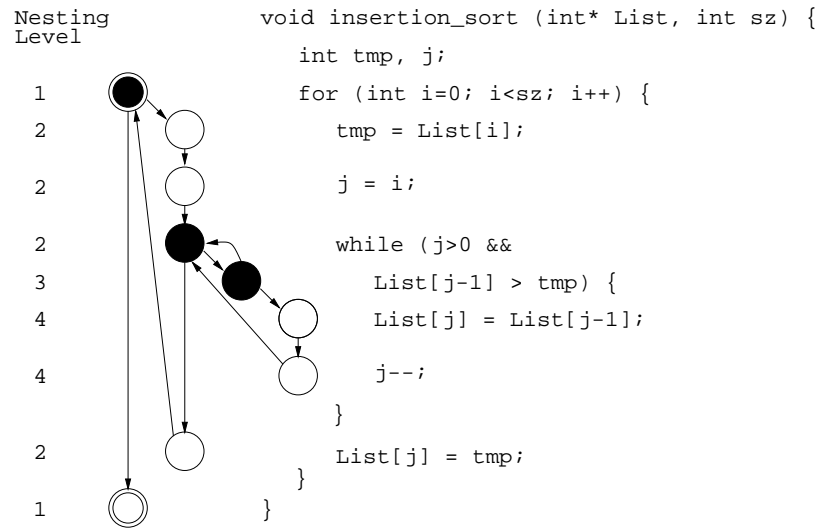 Nesting
Level
void insertion_sort (int* List, int sz) {
int tmp, j;
1 for (int i=0; i<sz; i++) {
2 tmp = List[i];
2 j = i;
2 while (j>0 &&
3 List[j-1] > tmp) {
4 List[j] = List[j-1];
4 j--;
}
2 List[j] = tmp;
}
1 }